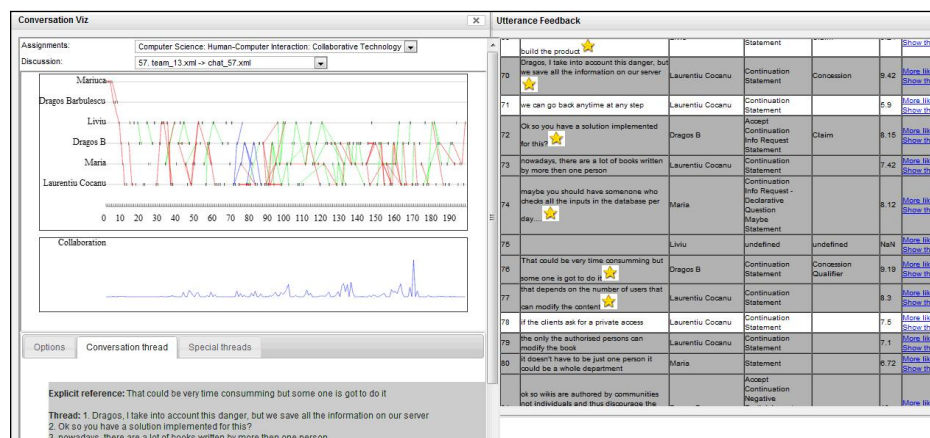 Conversation Viz
Assignments:
Computer Science: Human-Computer Interaction: Collaborative Technology
Discussion:
57. team_13.xml -> chat_57.xml
Mariuca
Dragos Barbulescu
Liviu
Dragos B
Maria
Laurentiu Cocanu
0 10 20 30 40 50 60 70 80 90 100 110 120 130 140 150 160 170 180 190
Collaboration
Options
Conversation thread
Special threads
Explicit reference: That could be very time consumming but some one is got to do it
Thread: 1. Dragos, I take into account this danger, but we save all the information on our server
2. Ok so you have a solution implemented for this?
3. nowadays, there are a lot of books written by more then one person
Utterance Feedback
build the product
Statement
Show th
70
Dragos, I take into account this danger, but
we save all the information on our server
Laurentiu Cocanu
Continuation
Statement
Concession
9.42
More lik
Show th
71
we can go back anytime at any step
Laurentiu Cocanu
Continuation
Statement
5.9
More lik
Show th
72
Ok so you have a solution implemented
for this?
Dragos B
Accept
Continuation
Info Request
Statement
Claim
8.15
More lik
Show th
73
nowadays, there are a lot of books written
by more then one person
Laurentiu Cocanu
Continuation
Statement
7.42
More lik
Show th
74
maybe you should have somenone who
checks all the inputs in the database per
day....
Maria
Continuation
Info Request -
Declarative
Question
Maybe
Statement
8.12
More lik
Show th
75
Liviu
undefined
undefined
NaN
More lik
Show th
76
That could be very time consumming but
some one is got to do it
Dragos B
Continuation
Statement
Concession
Qualifier
9.19
More lik
Show th
77
that depends on the number of users that
can modify the content
Laurentiu Cocanu
Continuation
Statement
8.3
More lik
Show th
78
if the clients ask for a private access
Laurentiu Cocanu
Continuation
Statement
7.5
More lik
Show th
79
the only the authorised persons can
modify the book
Laurentiu Cocanu
Continuation
Statement
7.1
More lik
Show th
80
it doesn't have to be just one person it
could be a whole department
Maria
Statement
6.72
More lik
Show th
ok so wikis are authored by communities
not individuals and thus discourage the
Accept
Continuation
Negative